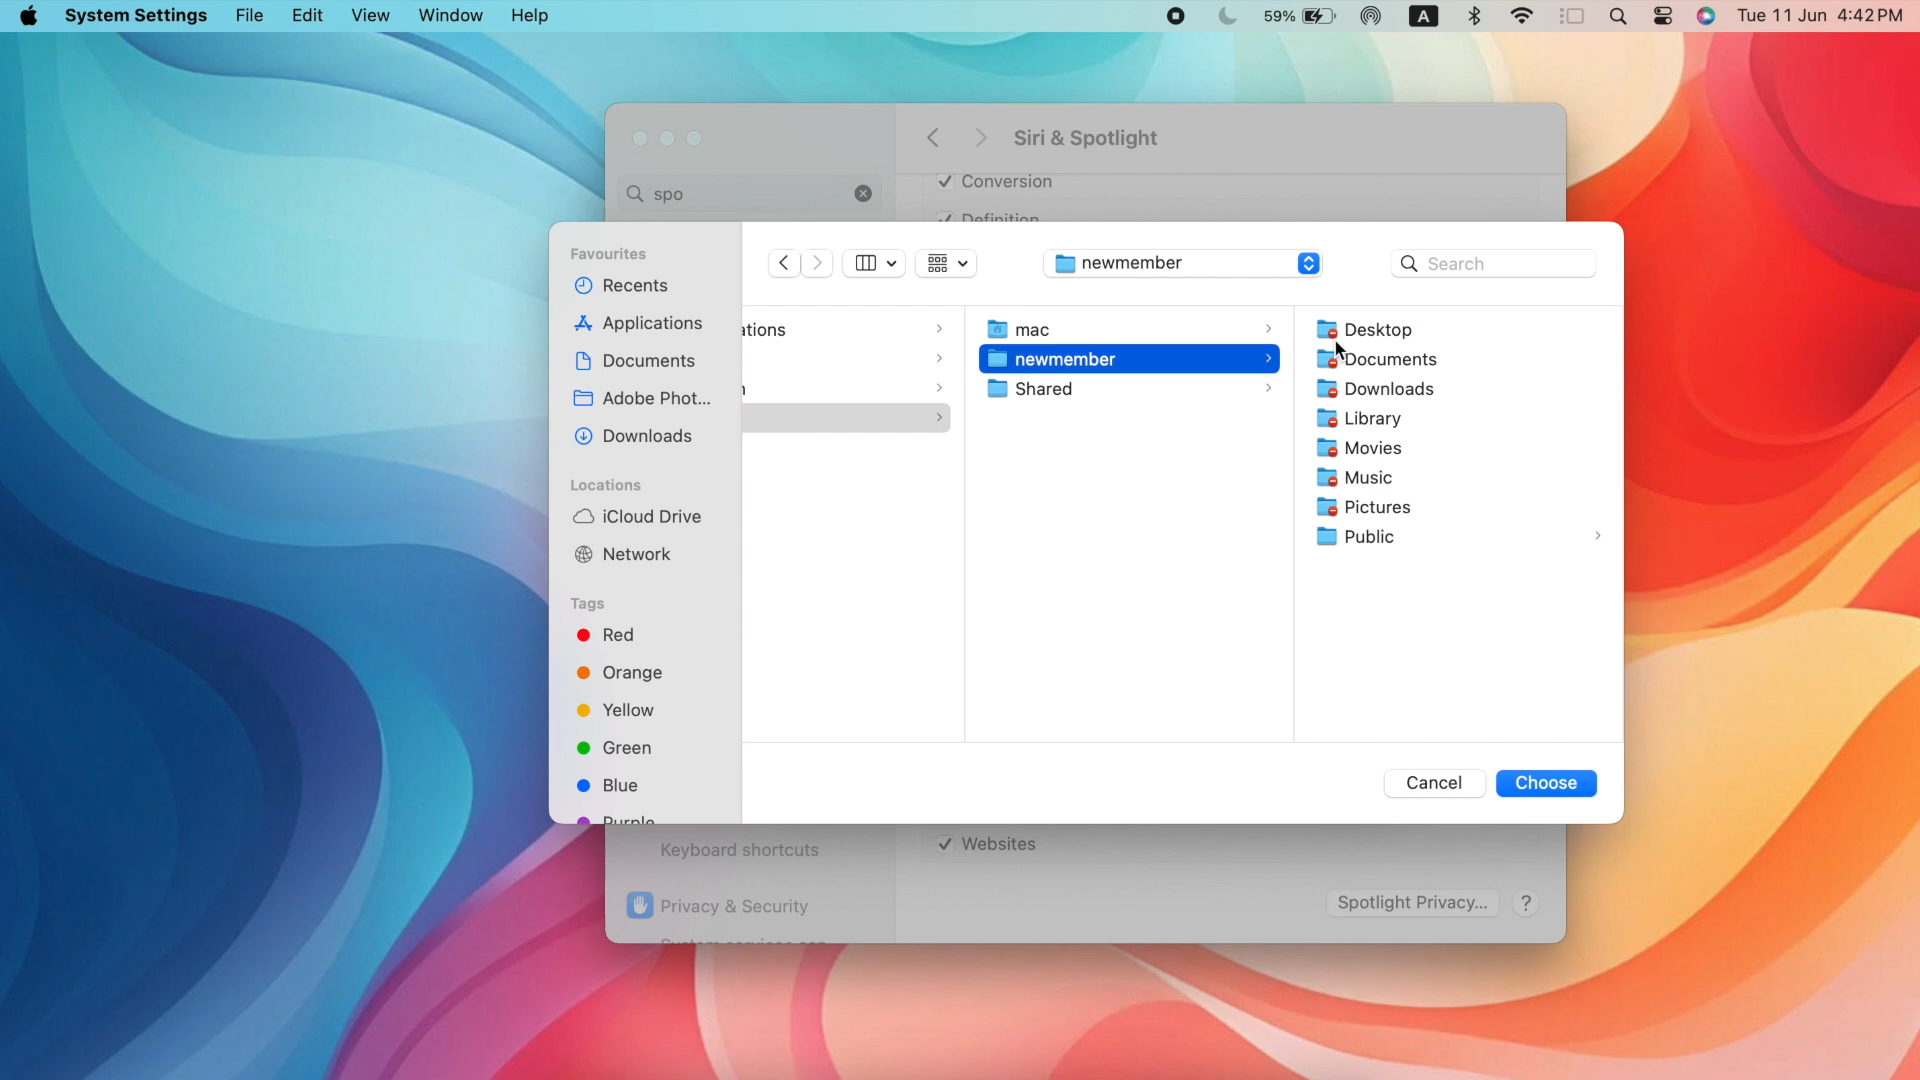 System Settings File Edit View Window Help 59% A Tue 11 Jun 4:42 PM
Siri & Spotlight
spo
Conversion
Definition
Favourites
Recents
Applications
Documents
Adobe Phot...
Downloads
Locations
iCloud Drive
Network
Tags
Red
Orange
Yellow
Green
Blue
Purple
newmember
Search
mac
newmember
Shared
Desktop
Documents
Downloads
Library
Movies
Music
Pictures
Public
Cancel Choose
Keyboard shortcuts
Privacy & Security
Websites
Spotlight Privacy... ?